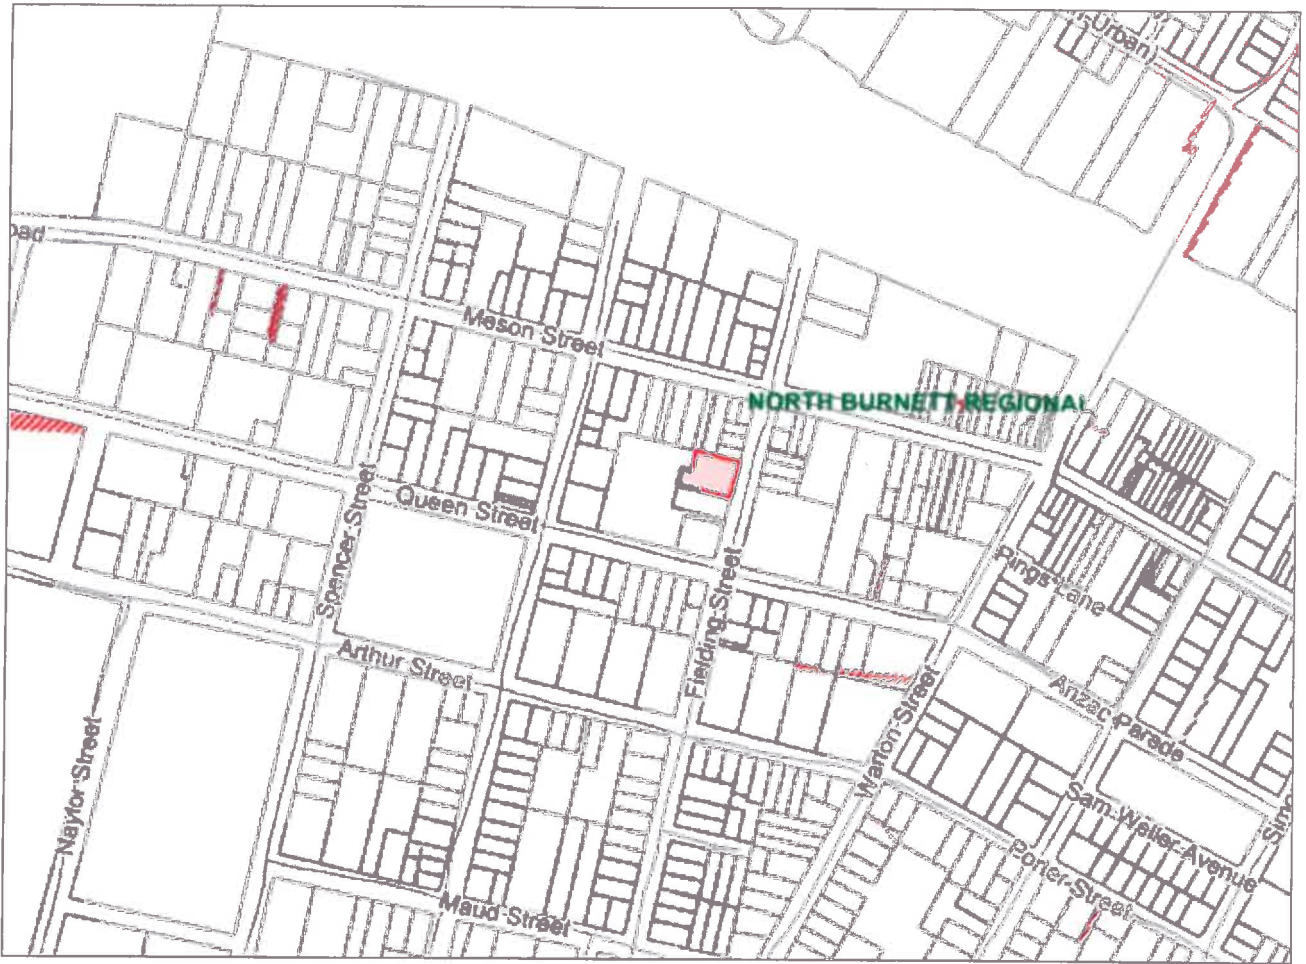 -Urban)
oad
Mason Street
NORTH BURNETT REGIONAL
Queen Street
Spencer Street
Pings Lane
Fielding Street
Arthur Street
Anzac Parade
Warton Street
Naylor Street
Sam Weller Avenue
Porter Street
Maud Street